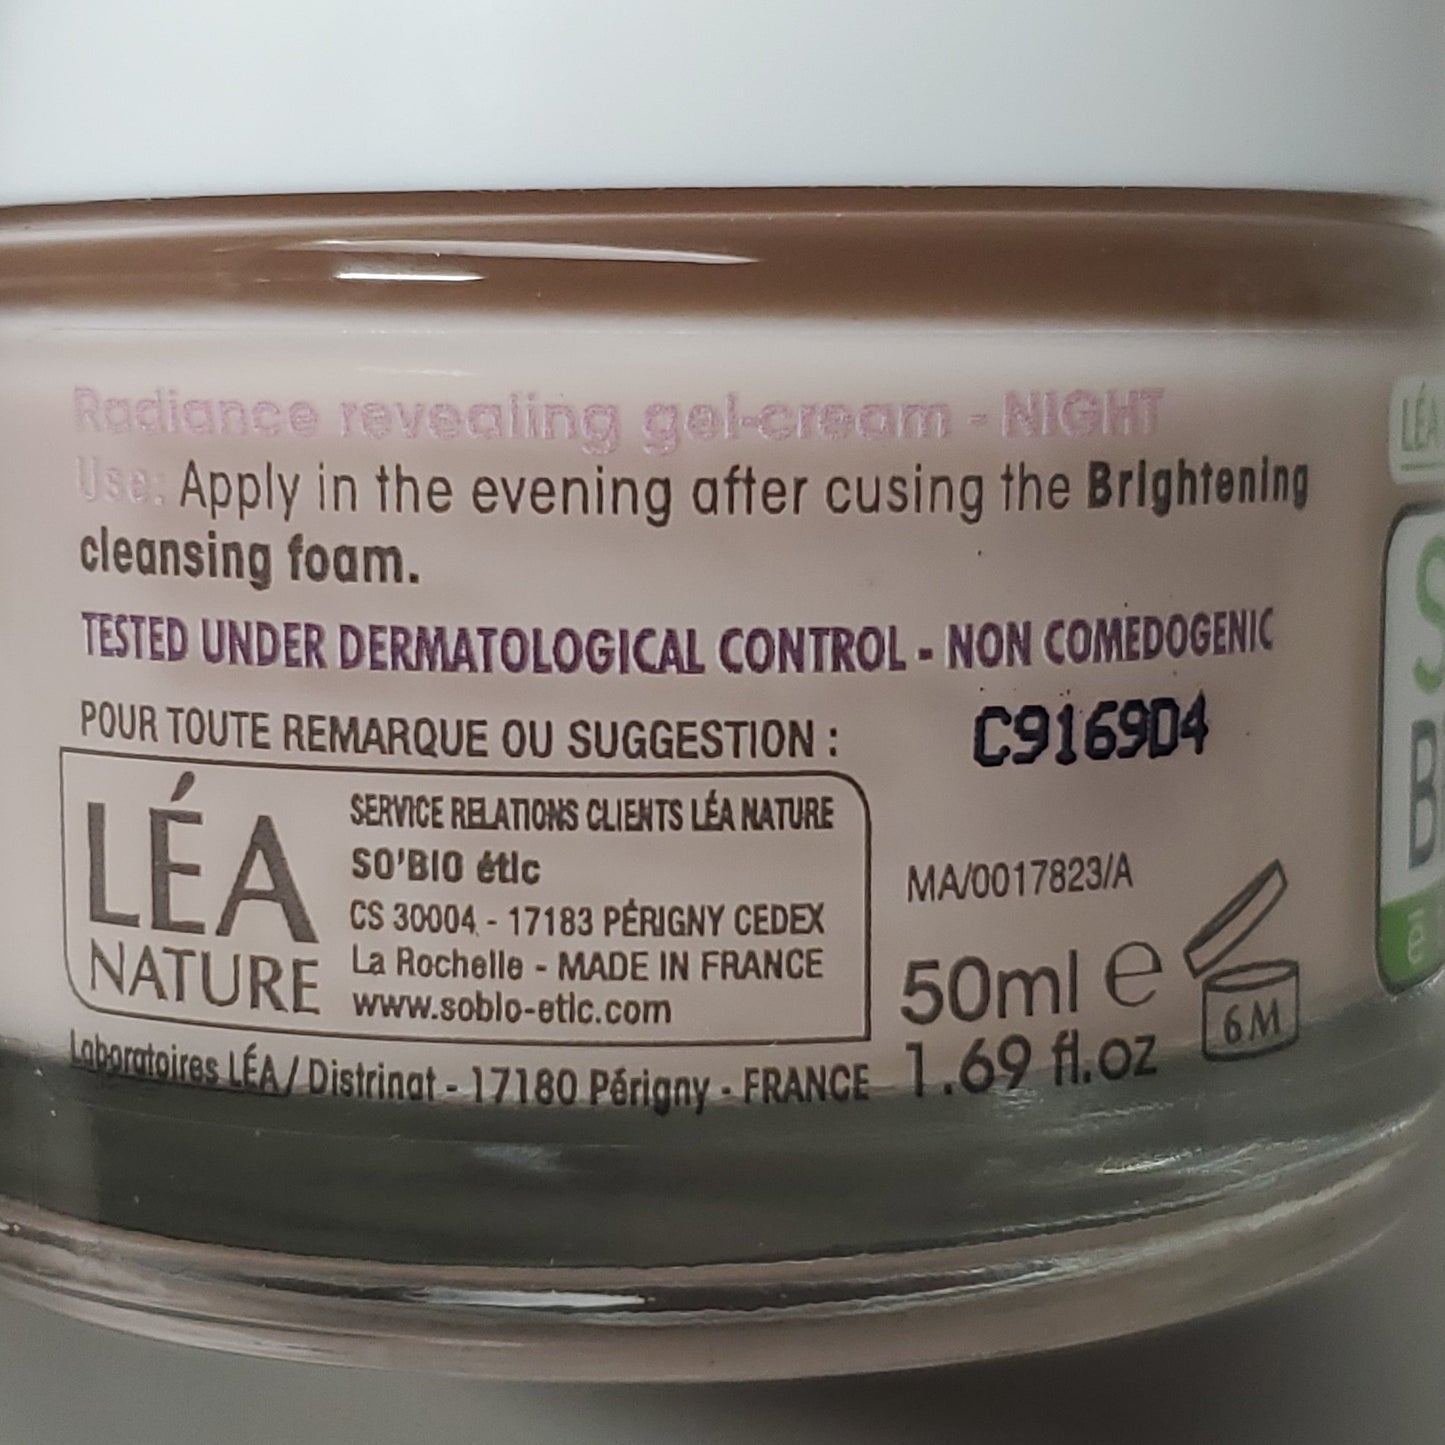 Radiance revealing gel-cream - NIGHT
Use: Apply in the evening after cusing the Brightening
cleansing foam.
TESTED UNDER DERMATOLOGICAL CONTROL - NON COMEDOGENIC
POUR TOUTE REMARQUE OU SUGGESTION :
C9169D4
LÉA
NATURE
SERVICE RELATIONS CLIENTS LÉA NATURE
SO'BIO étic
CS 30004 - 17183 PÉRIGNY CEDEX
La Rochelle - MADE IN FRANCE
www.sobio-etic.com
MA/0017823/A
50ml e
1.69 fl.oz
6M
Laboratoires LÉA / Distrinat - 17180 Périgny - FRANCE
LÉA